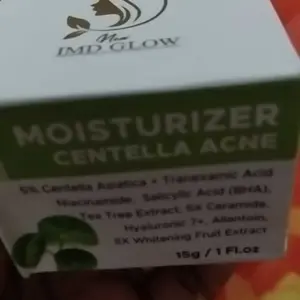 New
IMD GLOW
MOISTURIZER
CENTELLA ACNE
5% Centella Asiatica + Tranexamic Acid
Niacinamide, Salicylic Acid (BHA),
Tea Tree Extract, 5x Ceramide,
Hyaluronic 7+, Allantoin,
5X Whitening Fruit Extract
15g / 1 Fl.oz